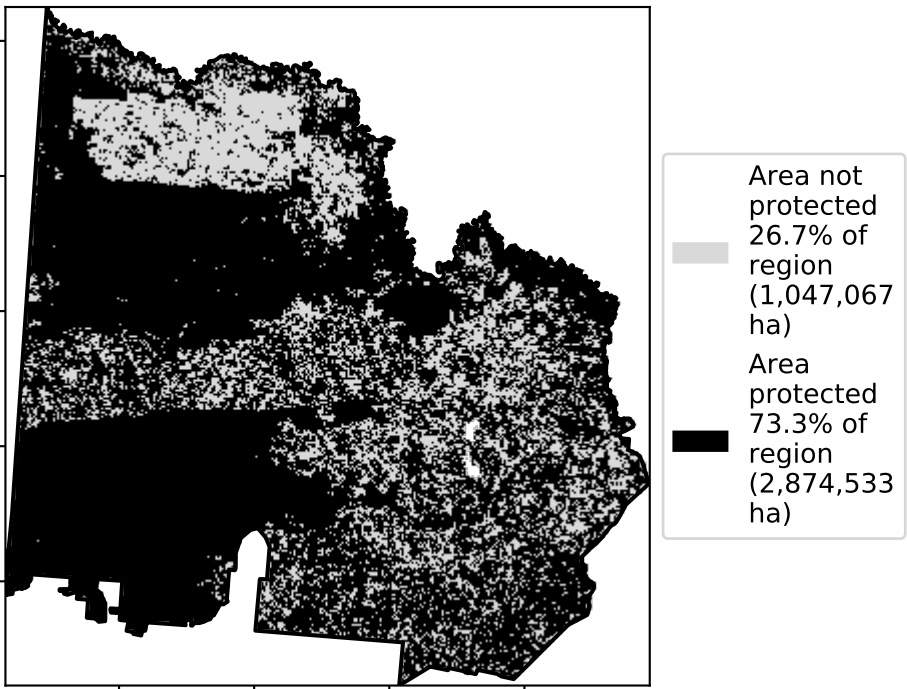 Area not
protected
26.7% of
region
(1,047,067
ha)
Area
protected
73.3% of
region
(2,874,533
ha)